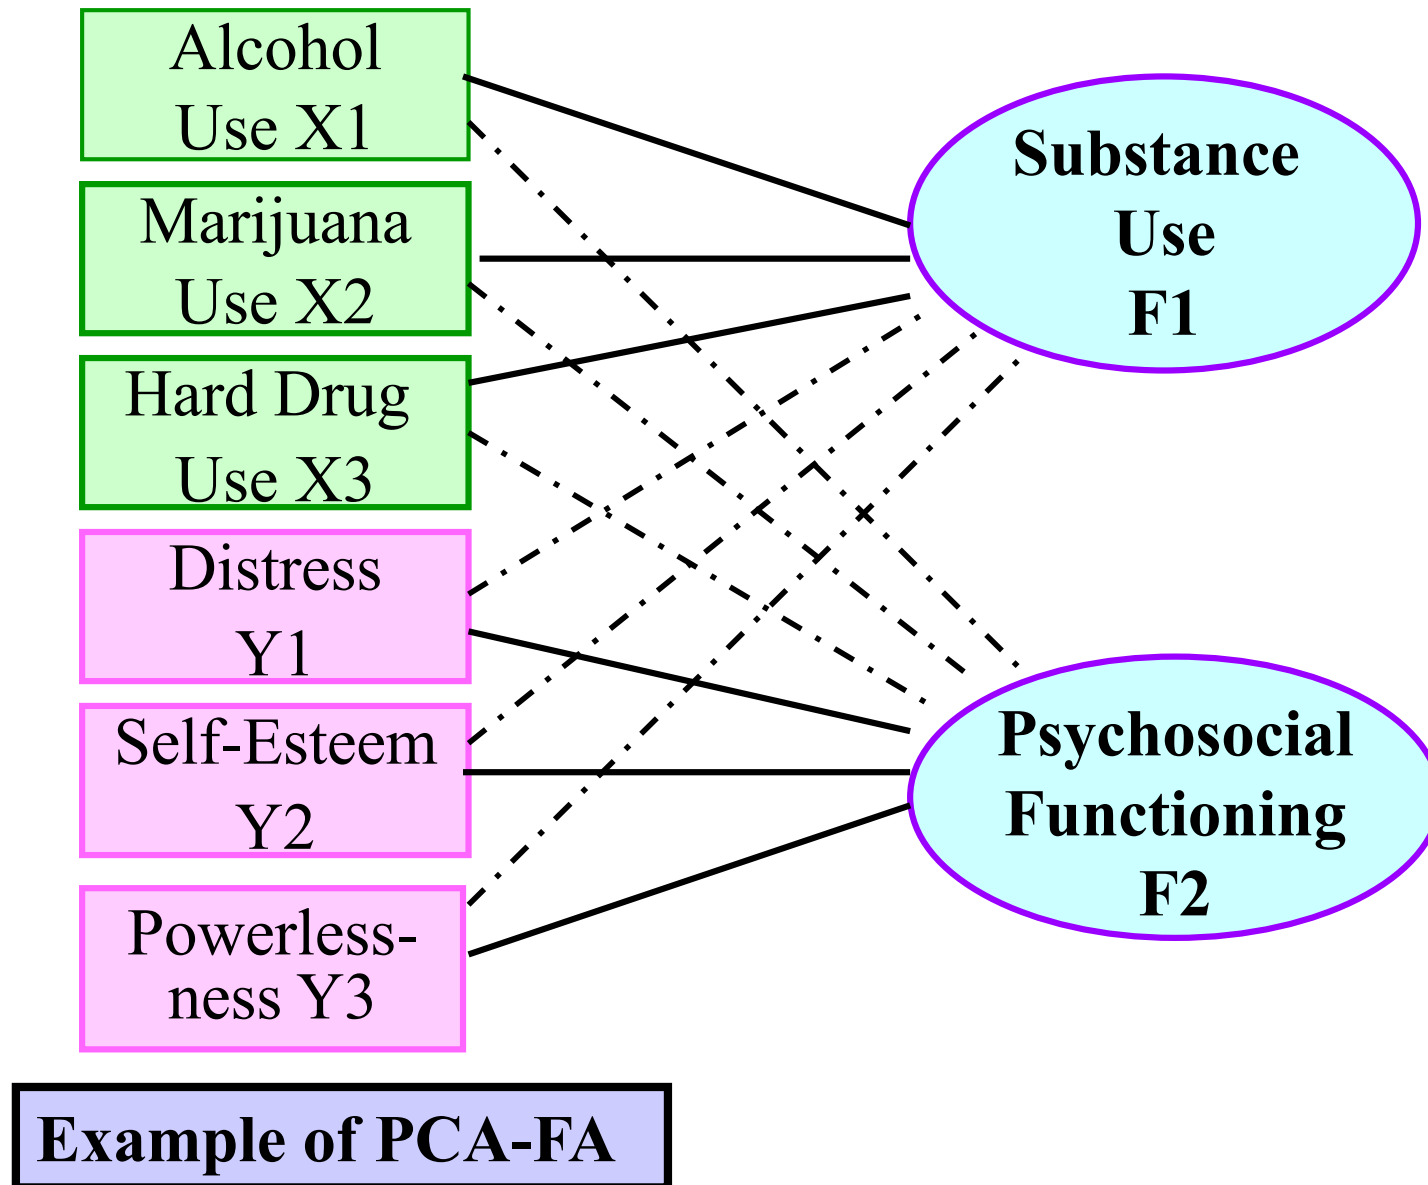 Alcohol
Use X1
Marijuana
Use X2
Hard Drug
Use X3
Distress
Y1
Self-Esteem
Y2
Powerless-
ness Y3
Substance
Use
F1
Psychosocial
Functioning
F2
Example of PCA-FA